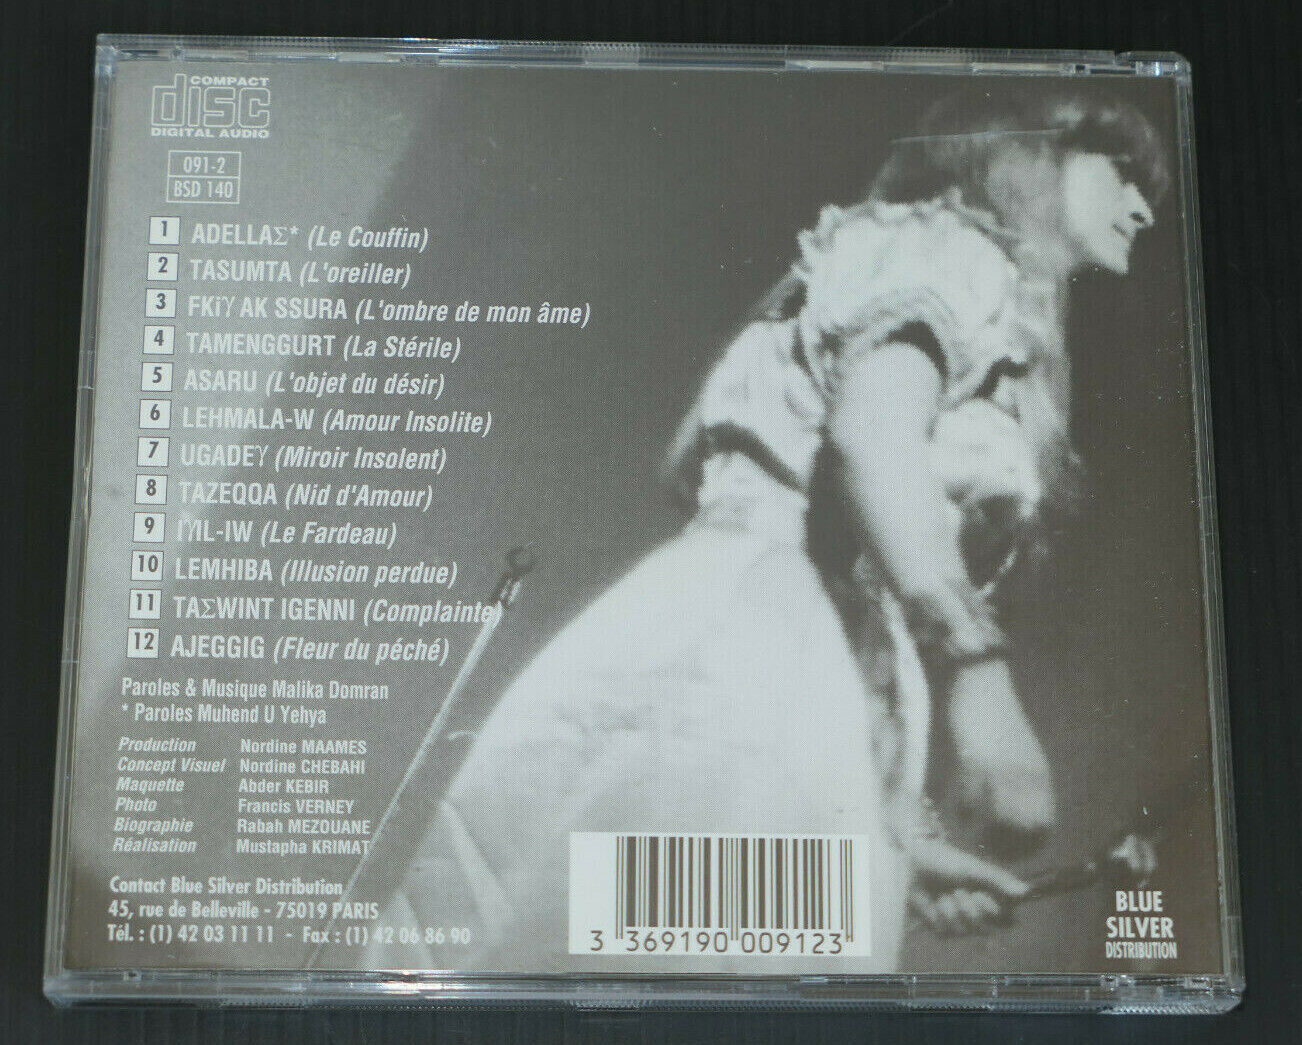 COMPACT
disc
DIGITAL AUDIO
091-2
BSD 140
1 ADELLAΣ* (Le Couffin)
2 TASUMTA (L'oreiller)
3 FKiγ AK SSURA (L'ombre de mon âme)
4 TAMENGGURT (La Stérile)
5 ASARU (L'objet du désir)
6 LEHMALA-W (Amour Insolite)
7 UGADEγ (Miroir Insolent)
8 TAZEQQA (Nid d'Amour)
9 IγIL-IW (Le Fardeau)
10 LEMHIBA (Illusion perdue)
11 TAΣWINT IGENNI (Complainte)
12 AJEGGIG (Fleur du péché)
Paroles & Musique Malika Domran
* Paroles Muhend U Yehya
Production Nordine MAAMES
Concept Visuel Nordine CHEBAHI
Maquette Abder KEBIR
Photo Francis VERNEY
Biographie Rabah MEZOUANE
Réalisation Mustapha KRIMAT
Contact Blue Silver Distribution
45, rue de Belleville - 75019 PARIS
Tél. : (1) 42 03 11 11 - Fax : (1) 42 06 86 90
3 369190 009123
BLUE
SILVER
DISTRIBUTION